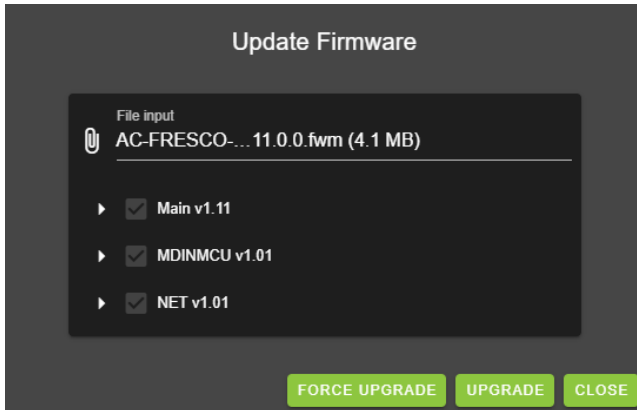 Update Firmware
File input
AC-FRESCO-...11.0.0.fwm (4.1 MB)
Main v1.11
MDINMCU v1.01
NET v1.01
FORCE UPGRADE UPGRADE CLOSE